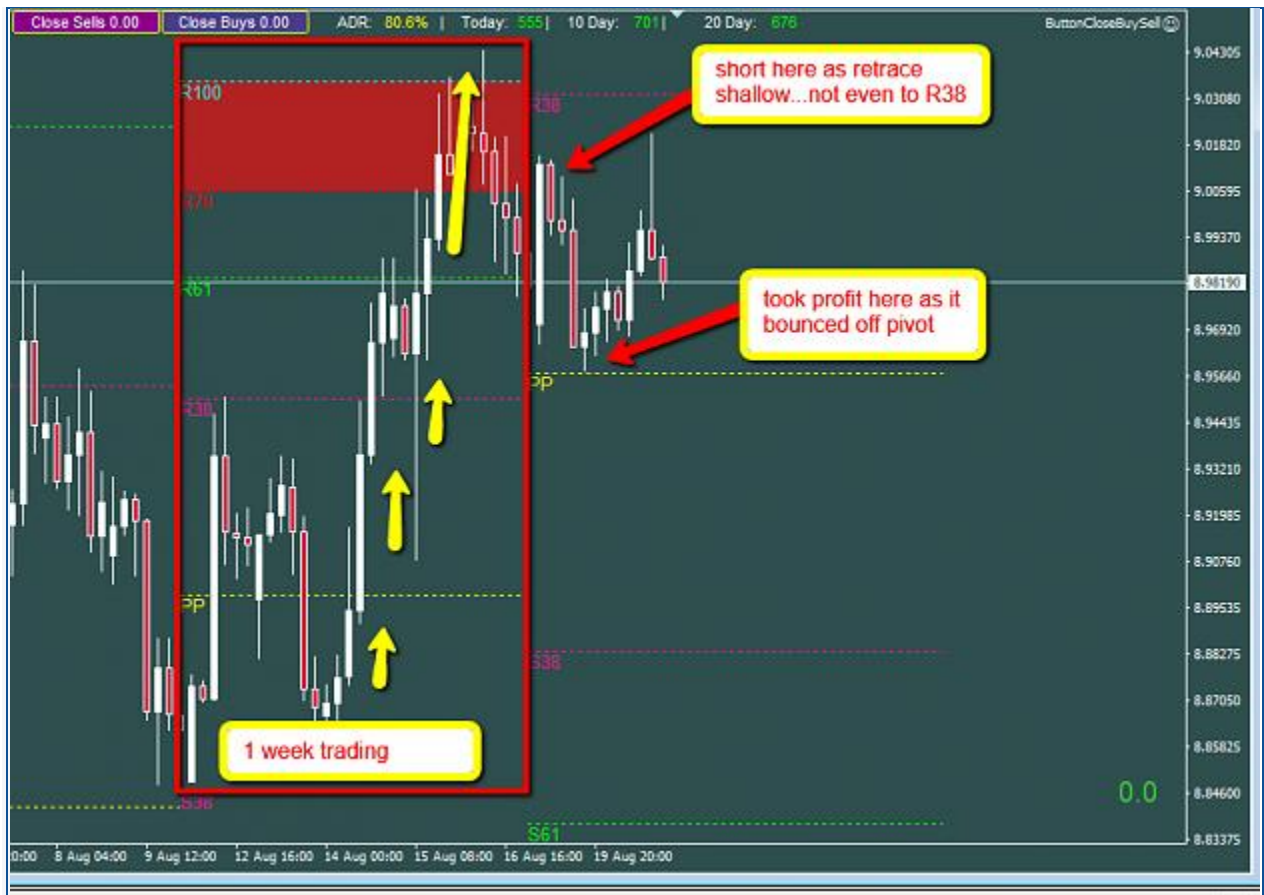 Close Sells 0.00 Close Buys 0.00 ADR: 80.6% | Today: 555| 10 Day: 701| 20 Day: 676 ButtonCloseBuySell
9.04305
R100
short here as retrace
shallow...not even to R38
R38
9.03080
9.01820
R78
9.00595
8.99370
R61
8.98190
took profit here as it
bounced off pivot
8.96920
PP
8.95660
R38
8.94435
8.93210
8.91985
8.90760
PP
8.89535
S38
8.88275
8.87050
1 week trading
8.85825
S38
8.84600
0.0
S61
8.83375
8 Aug 04:00 9 Aug 12:00 12 Aug 16:00 14 Aug 00:00 15 Aug 08:00 16 Aug 16:00 19 Aug 20:00